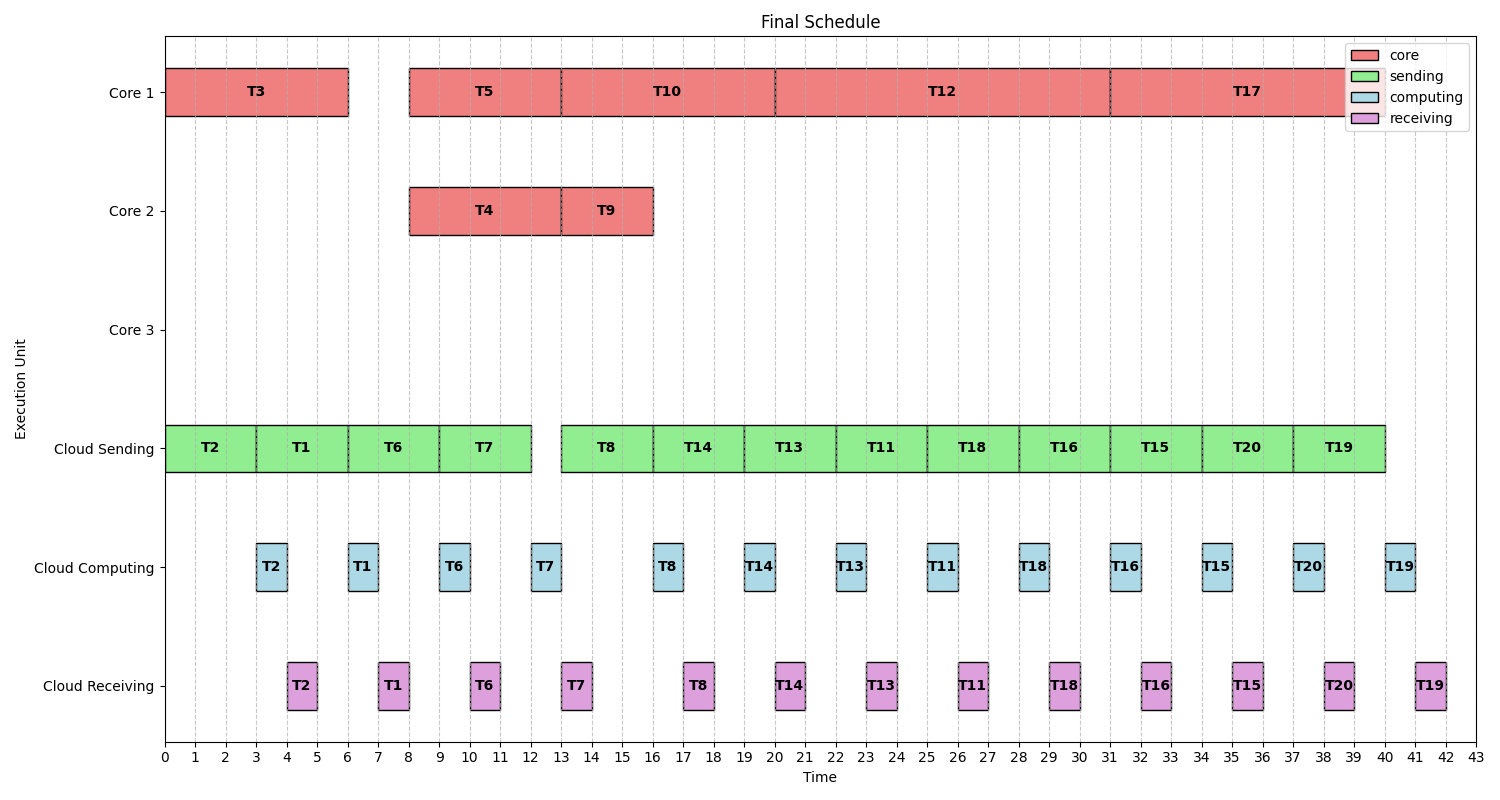 Final Schedule
core
sending
computing
receiving
Core 1
T3
T5
T10
T12
T17
Core 2
T4
T9
Core 3
Execution Unit
Cloud Sending
T2
T1
T6
T7
T8
T14
T13
T11
T18
T16
T15
T20
T19
Cloud Computing
T2
T1
T6
T7
T8
T14
T13
T11
T18
T16
T15
T20
T19
Cloud Receiving
T2
T1
T6
T7
T8
T14
T13
T11
T18
T16
T15
T20
T19
0 1 2 3 4 5 6 7 8 9 10 11 12 13 14 15 16 17 18 19 20 21 22 23 24 25 26 27 28 29 30 31 32 33 34 35 36 37 38 39 40 41 42 43
Time